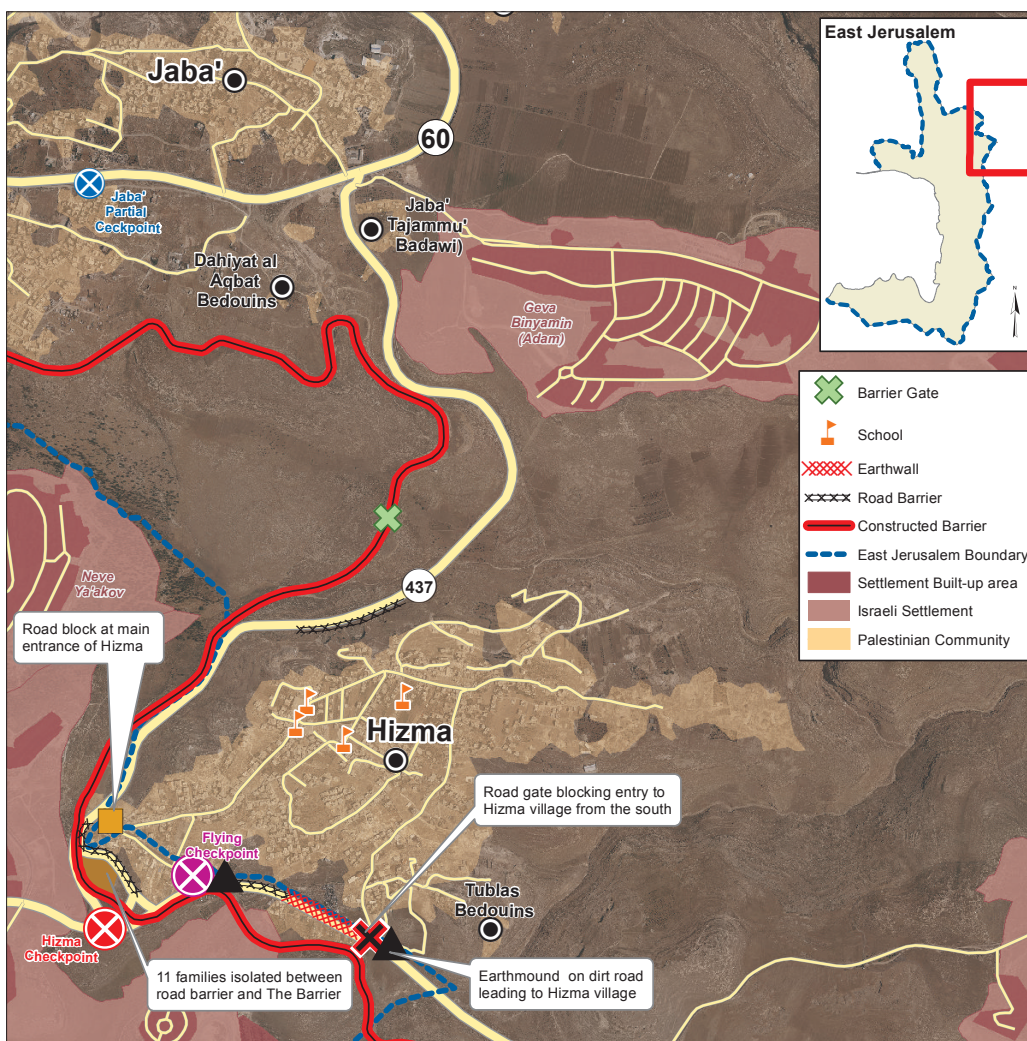 East Jerusalem
N
Jaba'
60
Jaba'
Partial
Ceckpoint
Jaba'
Tajammu'
Badawi)
Dahiyat al
Aqbat
Bedouins
Geva
Binyamin
(Adam)
Barrier Gate
School
Earthwall
Road Barrier
Constructed Barrier
East Jerusalem Boundary
Settlement Built-up area
Israeli Settlement
Palestinian Community
Neve
Ya'akov
437
Road block at main
entrance of Hizma
Hizma
Road gate blocking entry to
Hizma village from the south
Flying
Checkpoint
Tublas
Bedouins
Hizma
Checkpoint
11 families isolated between
road barrier and The Barrier
Earthmound on dirt road
leading to Hizma village